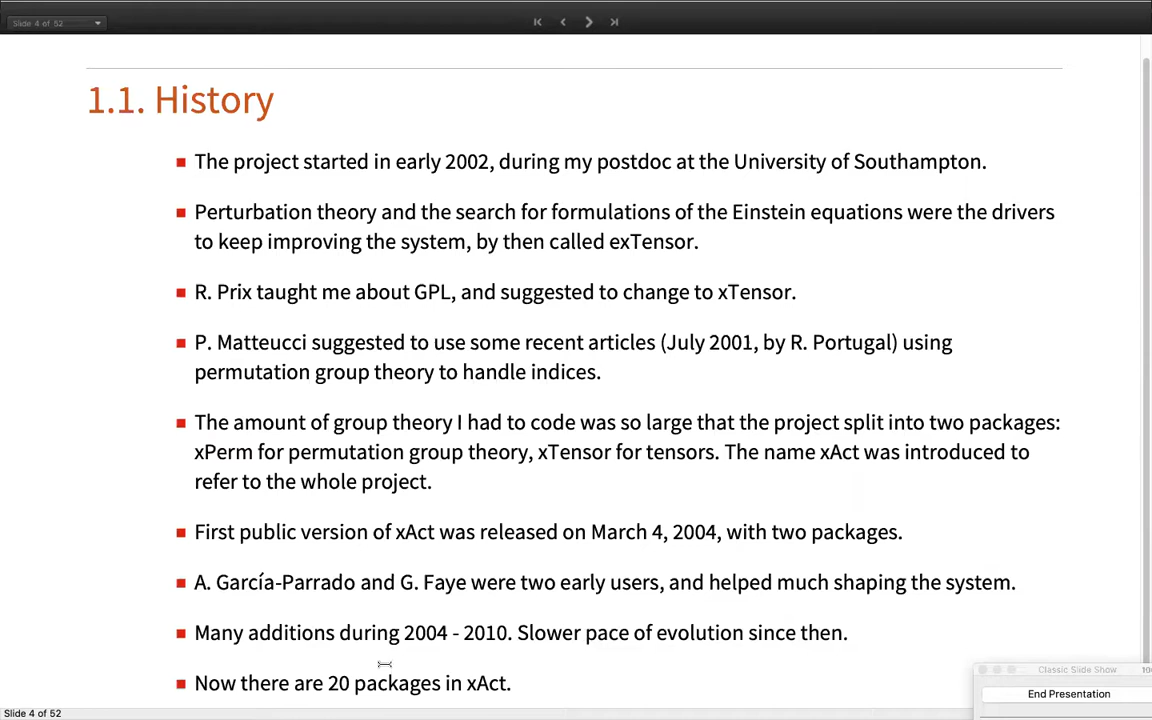 Slide 4 of 52
1.1. History
The project started in early 2002, during my postdoc at the University of Southampton.
Perturbation theory and the search for formulations of the Einstein equations were the drivers
to keep improving the system, by then called exTensor.
R. Prix taught me about GPL, and suggested to change to xTensor.
P. Matteucci suggested to use some recent articles (July 2001, by R. Portugal) using
permutation group theory to handle indices.
The amount of group theory I had to code was so large that the project split into two packages:
xPerm for permutation group theory, xTensor for tensors. The name xAct was introduced to
refer to the whole project.
First public version of xAct was released on March 4, 2004, with two packages.
A. García-Parrado and G. Faye were two early users, and helped much shaping the system.
Many additions during 2004 - 2010. Slower pace of evolution since then.
Now there are 20 packages in xAct.
Classic Slide Show
End Presentation
Slide 4 of 52